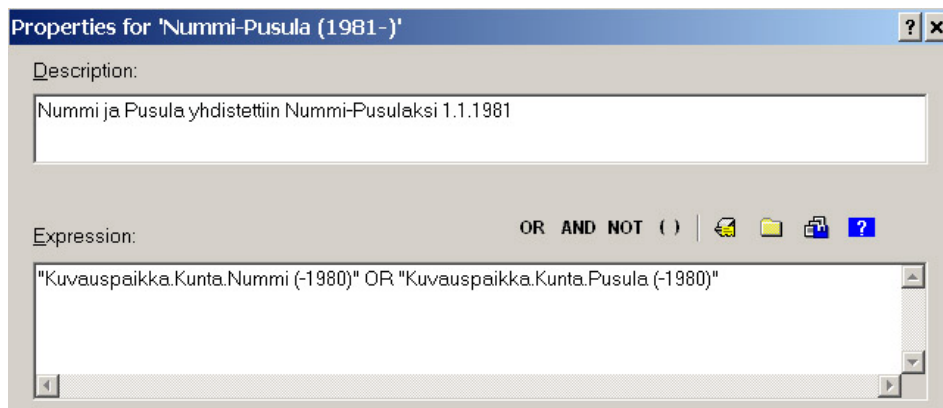 Properties for 'Nummi-Pusula (1981-)'
? ×
Description:
Nummi ja Pusula yhdistettiin Nummi-Pusulaksi 1.1.1981
OR AND NOT ( ) ?
Expression:
"Kuvauspaikka.Kunta.Nummi (-1980)" OR "Kuvauspaikka.Kunta.Pusula (-1980)"